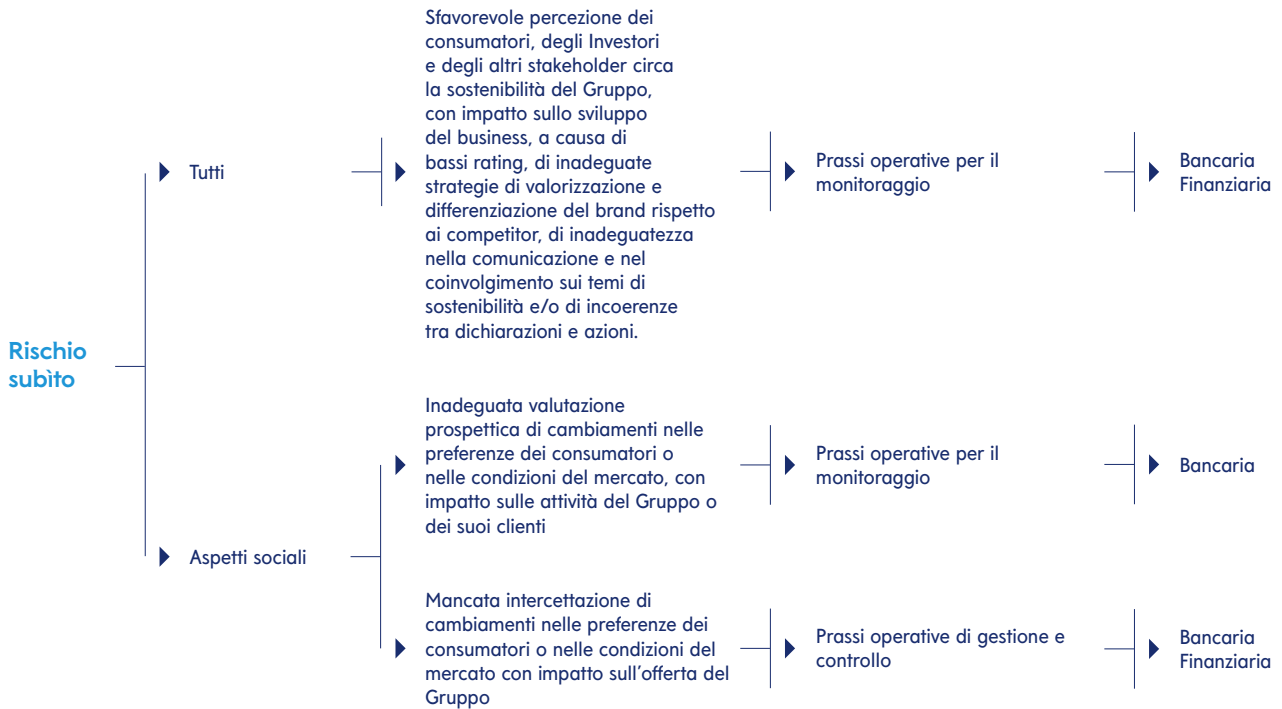 Rischio
subìto
Tutti
Sfavorevole percezione dei
consumatori, degli Investori
e degli altri stakeholder circa
la sostenibilità del Gruppo,
con impatto sullo sviluppo
del business, a causa di
bassi rating, di inadeguate
strategie di valorizzazione e
differenziazione del brand rispetto
ai competitor, di inadeguatezza
nella comunicazione e nel
coinvolgimento sui temi di
sostenibilità e/o di incoerenze
tra dichiarazioni e azioni.
Prassi operative per il
monitoraggio
Bancaria
Finanziaria
Aspetti sociali
Inadeguata valutazione
prospettica di cambiamenti nelle
preferenze dei consumatori o
nelle condizioni del mercato, con
impatto sulle attività del Gruppo o
dei suoi clienti
Prassi operative per il
monitoraggio
Bancaria
Mancata intercettazione di
cambiamenti nelle preferenze dei
consumatori o nelle condizioni del
mercato con impatto sull'offerta del
Gruppo
Prassi operative di gestione e
controllo
Bancaria
Finanziaria